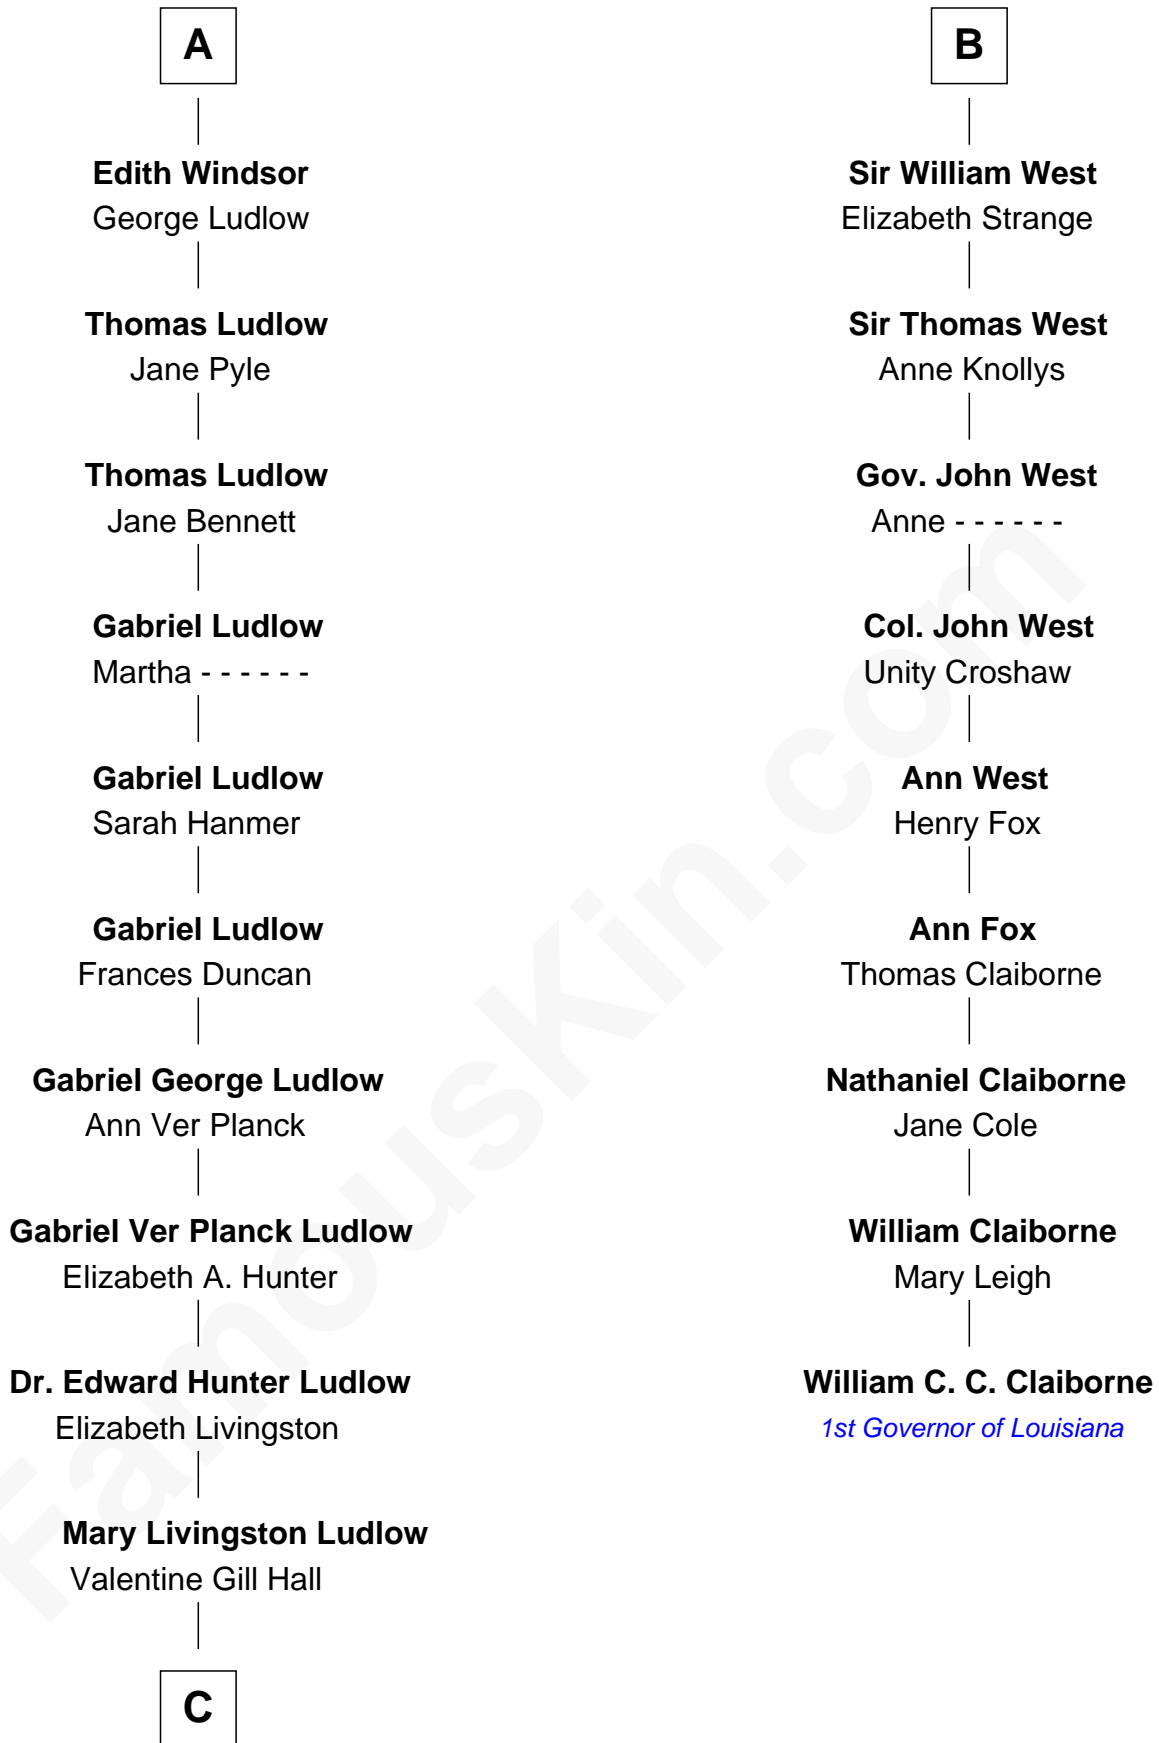 A
Edith Windsor
George Ludlow
Thomas Ludlow
Jane Pyle
Thomas Ludlow
Jane Bennett
Gabriel Ludlow
Martha - - - - - -
Gabriel Ludlow
Sarah Hanmer
Gabriel Ludlow
Frances Duncan
Gabriel George Ludlow
Ann Ver Planck
Gabriel Ver Planck Ludlow
Elizabeth A. Hunter
Dr. Edward Hunter Ludlow
Elizabeth Livingston
Mary Livingston Ludlow
Valentine Gill Hall
C
B
Sir William West
Elizabeth Strange
Sir Thomas West
Anne Knollys
Gov. John West
Anne - - - - - -
Col. John West
Unity Croshaw
Ann West
Henry Fox
Ann Fox
Thomas Claiborne
Nathaniel Claiborne
Jane Cole
William Claiborne
Mary Leigh
William C. C. Claiborne
1st Governor of Louisiana
FamousKin.com